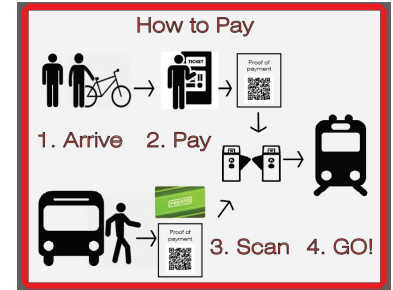 How to Pay
TICKET
Proof of
payment
1. Arrive 2. Pay
PRESTO
Proof of
payment
3. Scan 4. GO!